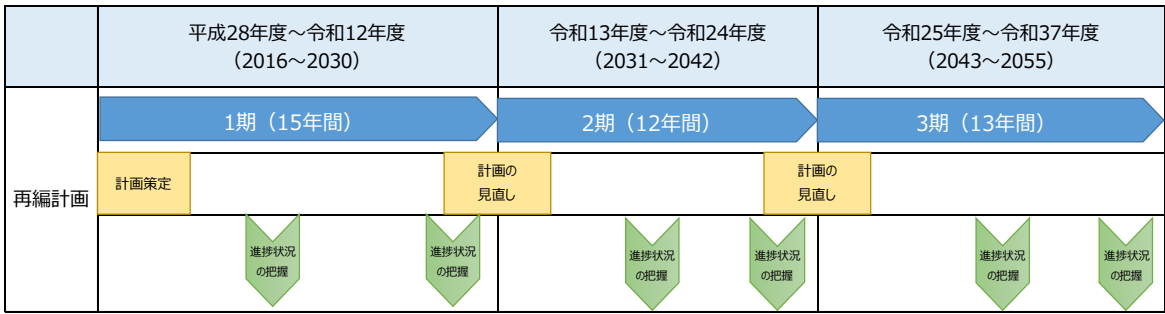 平成28年度～令和12年度
（2016～2030）
令和13年度～令和24年度
（2031～2042）
令和25年度～令和37年度
（2043～2055）
再編計画
1期（15年間）
2期（12年間）
3期（13年間）
計画策定
計画の
見直し
計画の
見直し
進捗状況
の把握
進捗状況
の把握
進捗状況
の把握
進捗状況
の把握
進捗状況
の把握
進捗状況
の把握